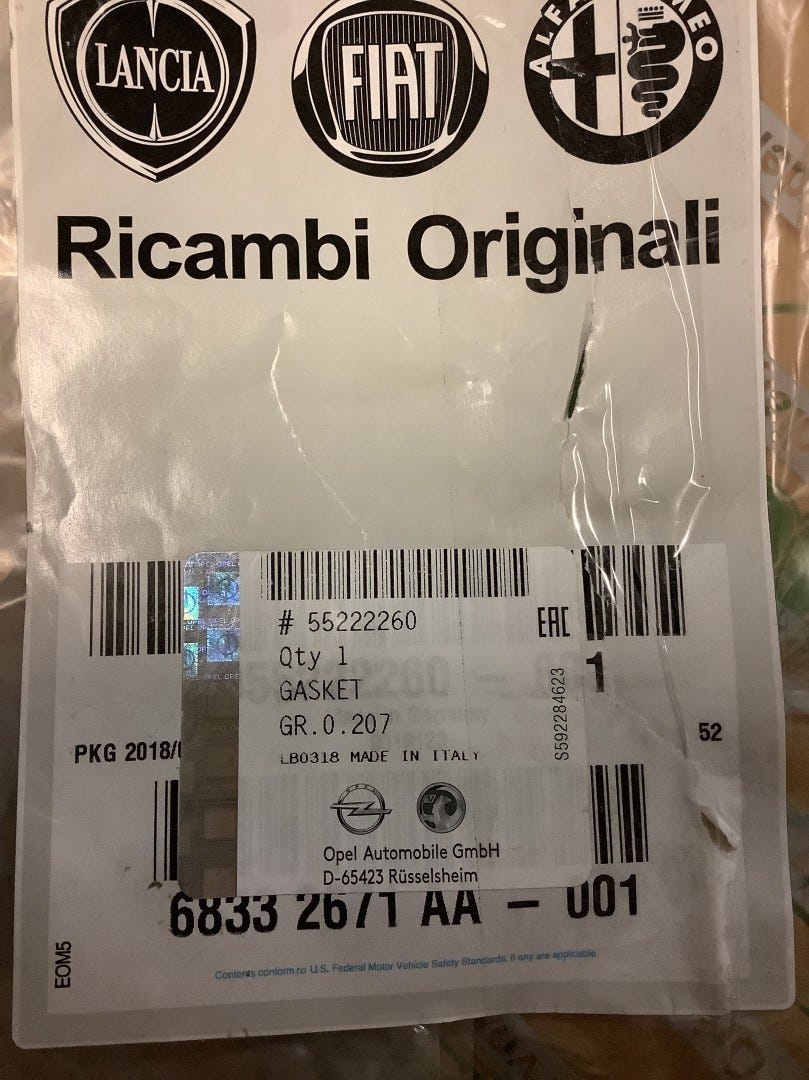 LANCIA
FIAT
ALFA ROMEO
Ricambi Originali
# 55222260
Qty 1
GASKET
GR.0.207
LB0318 MADE IN ITALY
EAC
S592284623
1
PKG 2018/
52
OPEL
Opel Automobile GmbH
D-65423 Rüsselsheim
6833 2671 AA – 001
EOM5
Contents conform to U.S. Federal Motor Vehicle Safety Standards, if any are applicable.